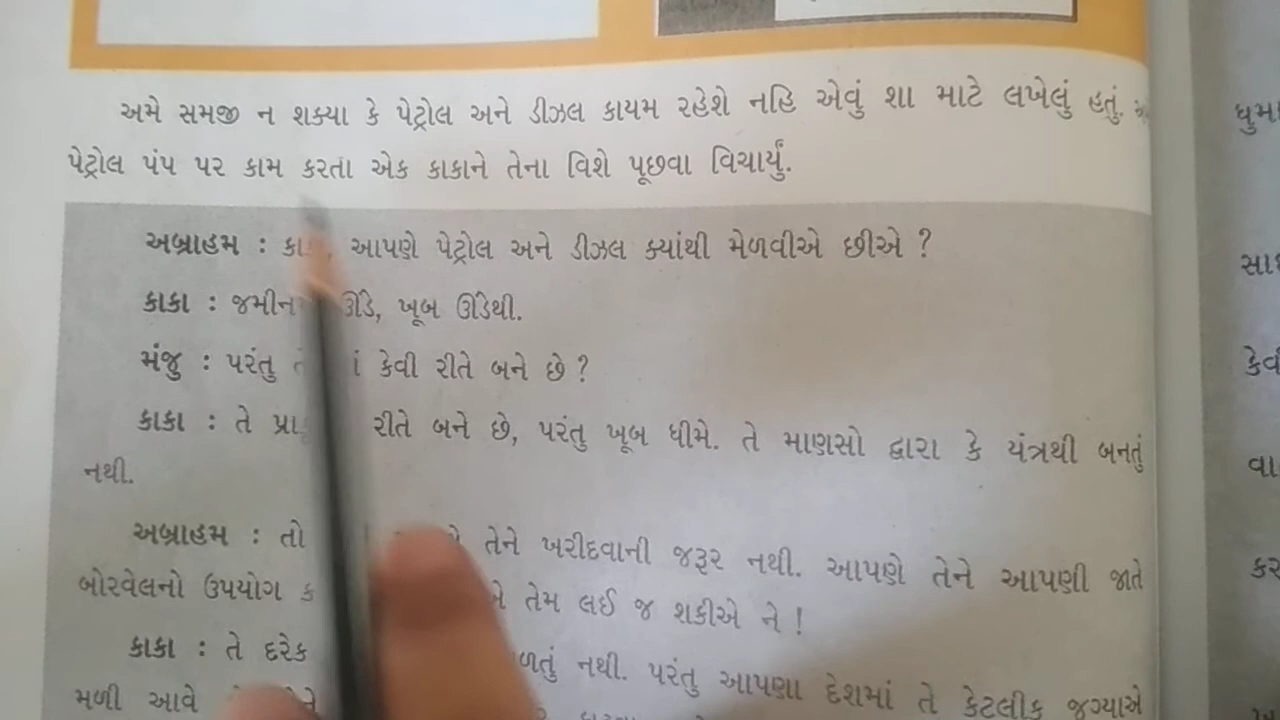 અમે સમજી ન શક્યા કે પેટ્રોલ અને ડીઝલ કાયમ રહેશે નહિ એવું શા માટે લખેલું હતું.
પેટ્રોલ પંપ પર કામ કરતા એક કાકાને તેના વિશે પૂછવા વિચાર્યું.
અબ્રાહમ : આપણે પેટ્રોલ અને ડીઝલ ક્યાંથી મેળવીએ છીએ ?
કાકા : ઊંડે, ખૂબ ઊંડેથી.
મંજુ : પરંતુ કેવી રીતે બને છે ?
કાકા : તે રીતે બને છે, પરંતુ ખૂબ ધીમે. તે માણસો દ્વારા કે યંત્રથી બનતું
નથી.
અબ્રાહમ : તો તેને ખરીદવાની જરૂર નથી. આપણે તેને આપણી જાતે
બોરવેલનો ઉપયોગ તેમ લઈ જ શકીએ ને !
કાકા : તે દરેક નથી. પરંતુ આપણા દેશમાં તે કેટલીક જગ્યાએ
મળી આવે